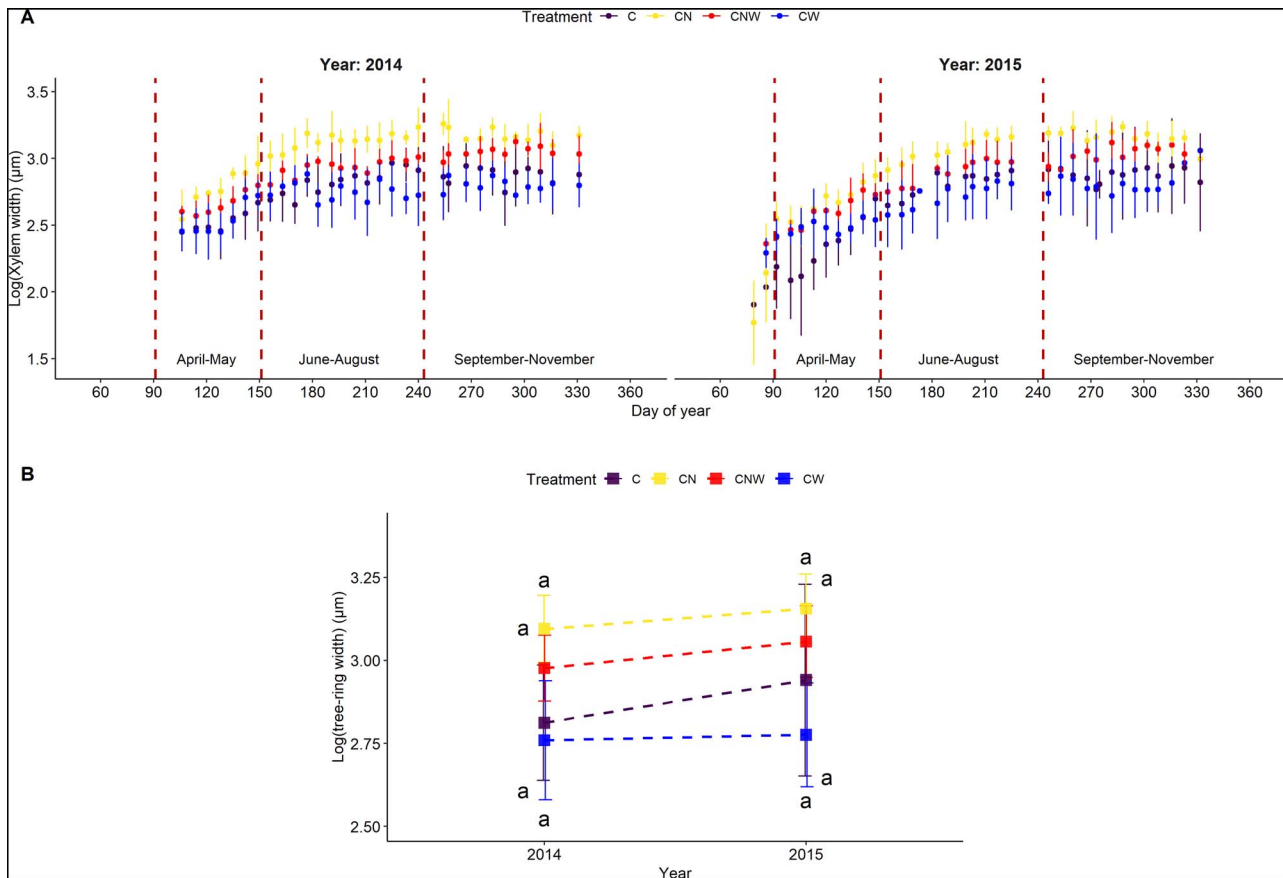 A
Treatment C CN CNW CW
Year: 2014 Year: 2015
Log(Xylem width) (µm)
3.5
3.0
2.5
2.0
1.5
April-May June-August September-November April-May June-August September-November
60 90 120 150 180 210 240 270 300 330 360 60 90 120 150 180 210 240 270 300 330 360
Day of year
B
Treatment C CN CNW CW
Log(tree-ring width) (µm)
3.25
3.00
2.75
2.50
a a
a a
a a
a a
2014 2015
Year